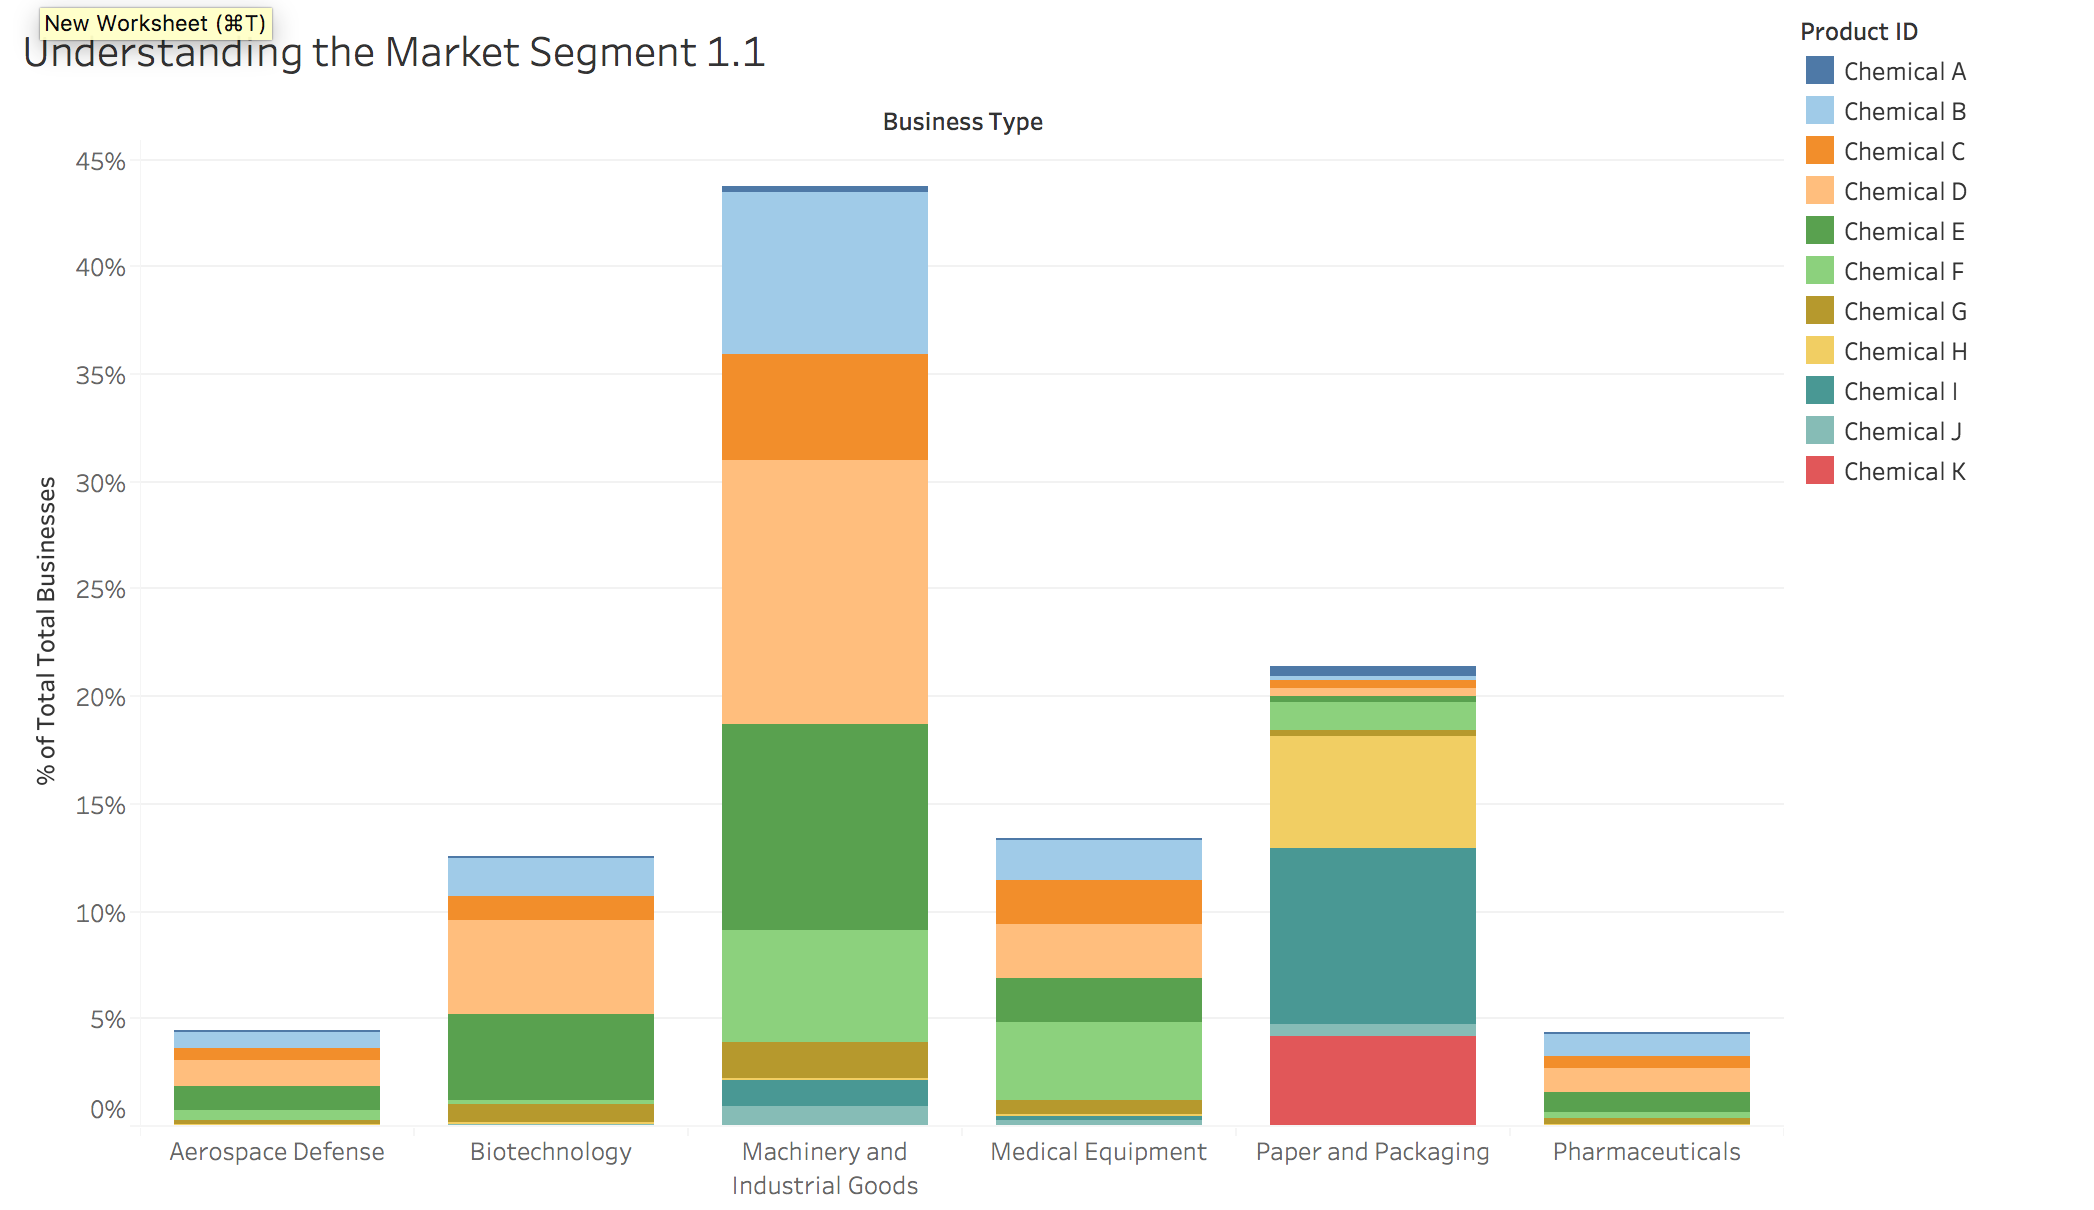 New Worksheet (⌘T)
Understanding the Market Segment 1.1
Business Type
% of Total Total Businesses
45%
40%
35%
30%
25%
20%
15%
10%
5%
0%
Aerospace Defense
Biotechnology
Machinery and
Industrial Goods
Medical Equipment
Paper and Packaging
Pharmaceuticals
Product ID
Chemical A
Chemical B
Chemical C
Chemical D
Chemical E
Chemical F
Chemical G
Chemical H
Chemical I
Chemical J
Chemical K